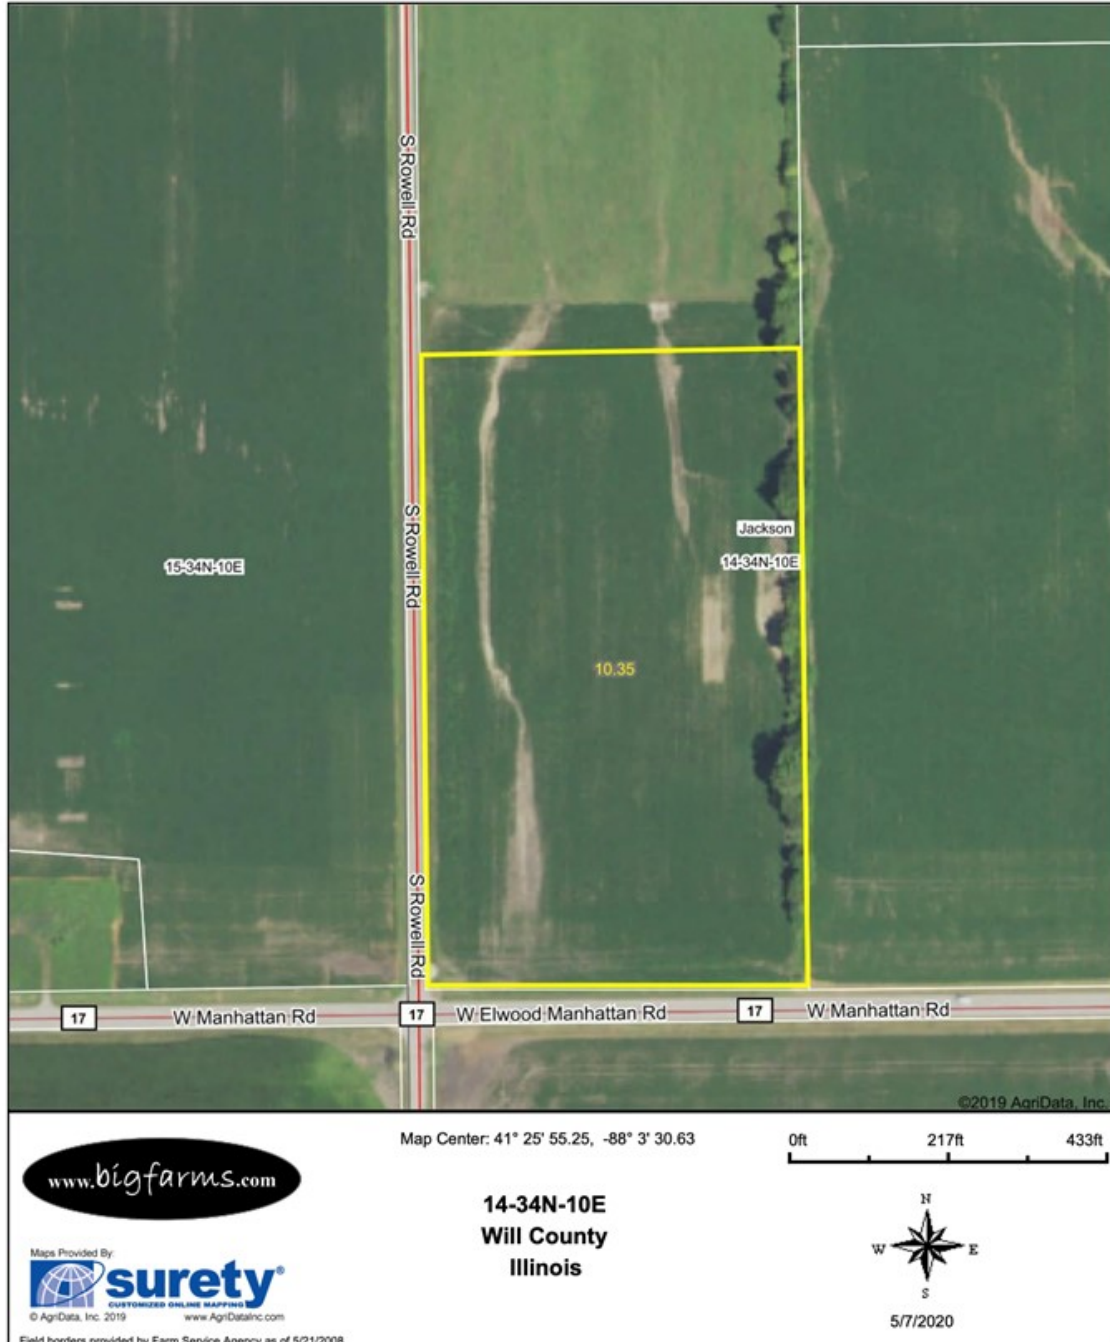 S Rowell Rd
S Rowell Rd
Jackson
14-34N-10E
15-34N-10E
10.35
S Rowell Rd
17
W Manhattan Rd
17
W Elwood Manhattan Rd
17
W Manhattan Rd
©2019 AgriData, Inc.
Map Center: 41° 25' 55.25, -88° 3' 30.63
0ft 217ft 433ft
www.bigfarms.com
14-34N-10E
Will County
Illinois
N
W E
S
Maps Provided By:
surety®
CUSTOMIZED ONLINE MAPPING
© AgriData, Inc. 2019 www.AgriDataInc.com
5/7/2020
Field borders provided by Farm Service Agency as of 5/21/2008.